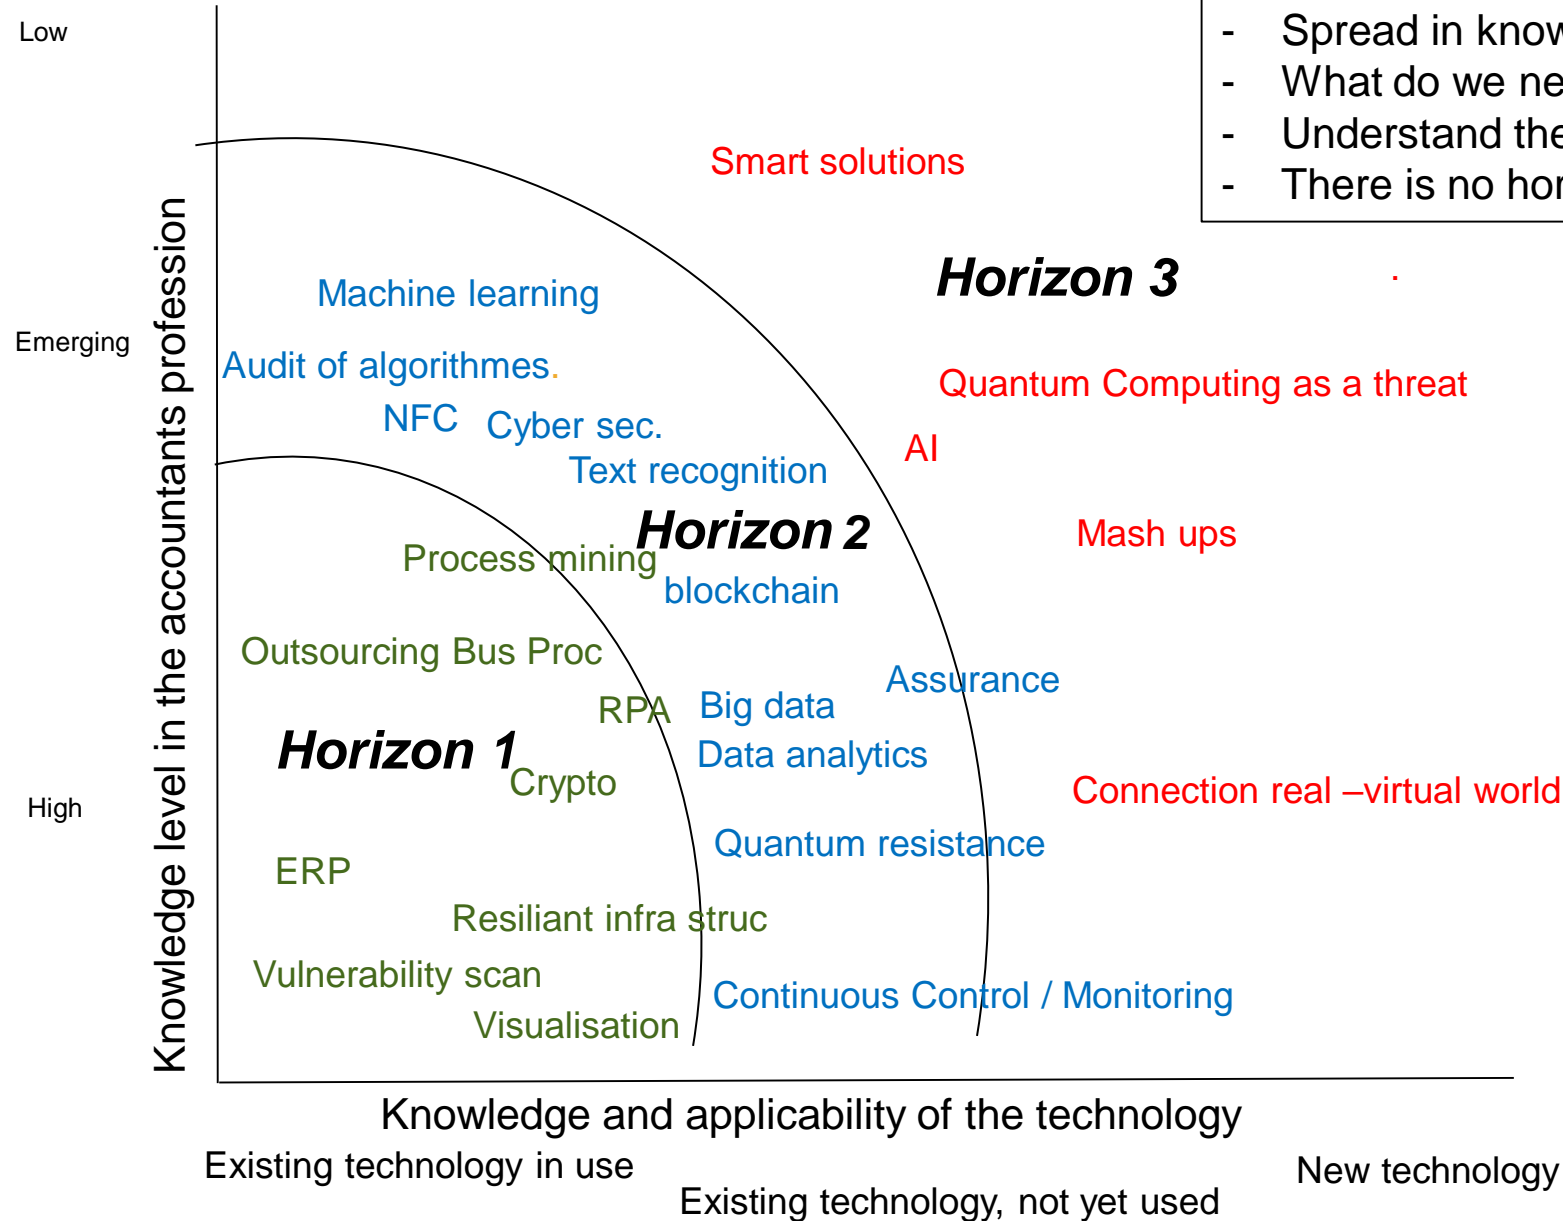 Low
- Spread in know
- What do we ne
- Understand the
- There is no hor
Smart solutions
Horizon 3
.
Machine learning
Emerging
Audit of algorithmes.
Quantum Computing as a threat
NFC
Cyber sec.
AI
Text recognition
Horizon 2
Mash ups
Process mining
blockchain
Outsourcing Bus Proc
Assurance
RPA
Big data
Horizon 1
Data analytics
Crypto
Connection real –virtual world
High
Quantum resistance
ERP
Resiliant infra struc
Vulnerability scan
Continuous Control / Monitoring
Visualisation
Knowledge level in the accountants profession
Knowledge and applicability of the technology
Existing technology in use
New technology
Existing technology, not yet used